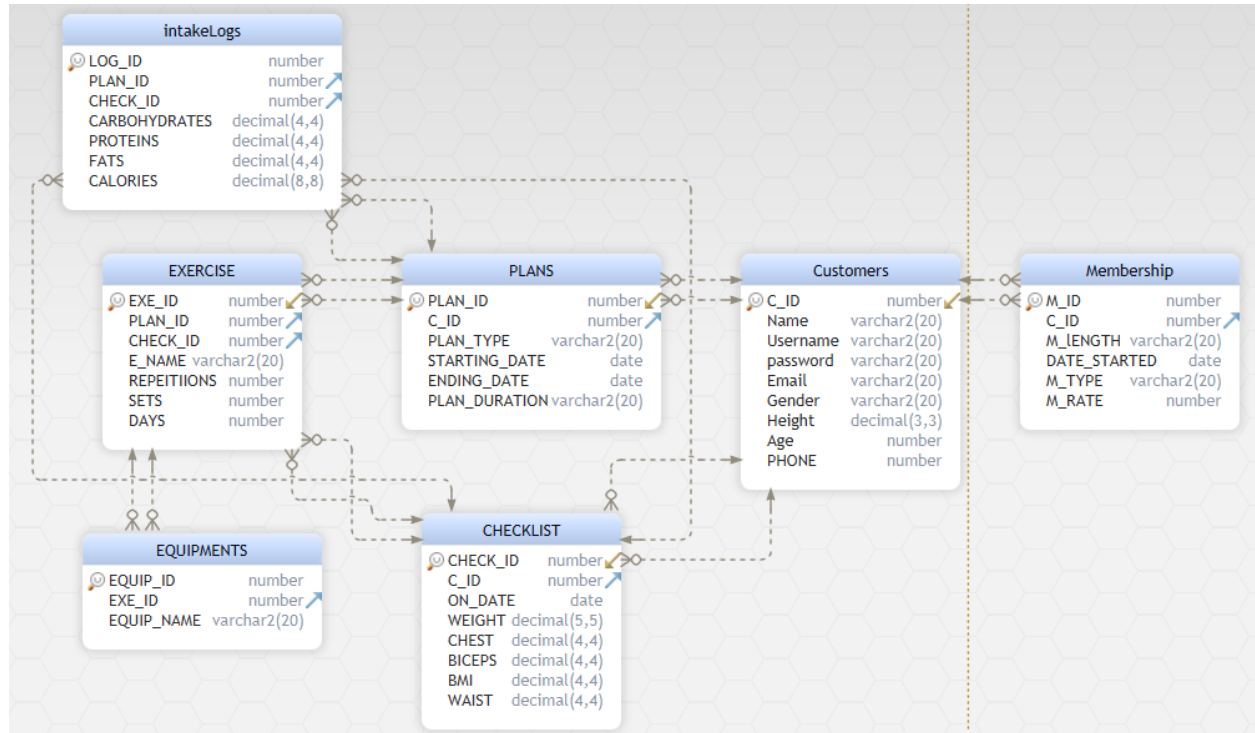 intakeLogs
LOG_ID number
PLAN_ID number
CHECK_ID number
CARBOHYDRATES decimal(4,4)
PROTEINS decimal(4,4)
FATS decimal(4,4)
CALORIES decimal(8,8)
EXERCISE
EXE_ID number
PLAN_ID number
CHECK_ID number
E_NAME varchar2(20)
REPEITIIONS number
SETS number
DAYS number
PLANS
PLAN_ID number
C_ID number
PLAN_TYPE varchar2(20)
STARTING_DATE date
ENDING_DATE date
PLAN_DURATION varchar2(20)
Customers
C_ID number
Name varchar2(20)
Username varchar2(20)
password varchar2(20)
Email varchar2(20)
Gender varchar2(20)
Height decimal(3,3)
Age number
PHONE number
Membership
M_ID number
C_ID number
M_lENGTH varchar2(20)
DATE_STARTED date
M_TYPE varchar2(20)
M_RATE number
EQUIPMENTS
EQUIP_ID number
EXE_ID number
EQUIP_NAME varchar2(20)
CHECKLIST
CHECK_ID number
C_ID number
ON_DATE date
WEIGHT decimal(5,5)
CHEST decimal(4,4)
BICEPS decimal(4,4)
BMI decimal(4,4)
WAIST decimal(4,4)